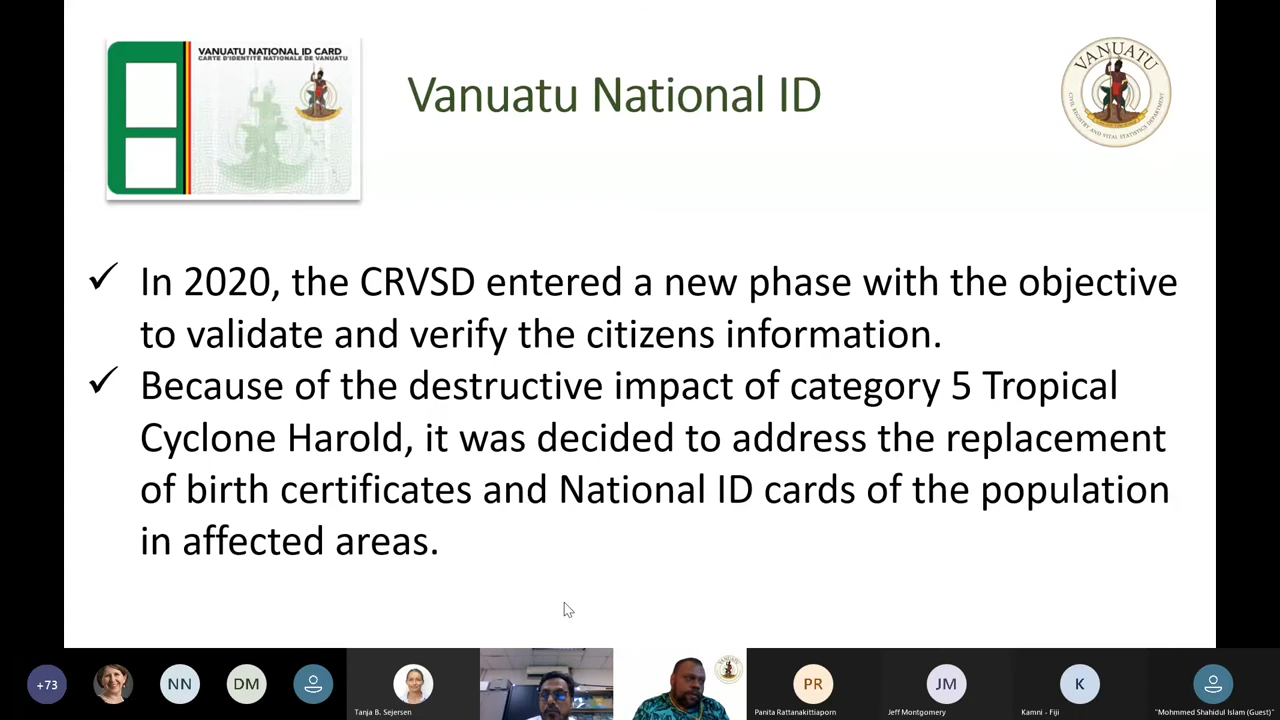 VANUATU NATIONAL ID CARD
CARTE D'IDENTITÉ NATIONALE DE VANUATU
Vanuatu National ID
VANUATU
CIVIL REGISTRY AND VITAL STATISTICS DEPARTMENT
✓ In 2020, the CRVSD entered a new phase with the objective
to validate and verify the citizens information.
✓ Because of the destructive impact of category 5 Tropical
Cyclone Harold, it was decided to address the replacement
of birth certificates and National ID cards of the population
in affected areas.
+73
NN
DM
Tanja B. Sejersen
VANUATU
PR
Panita Rattanakittiaporn
JM
Jeff Montgomery
K
Kamni - Fiji
"Mohmmed Shahidul Islam (Guest)"